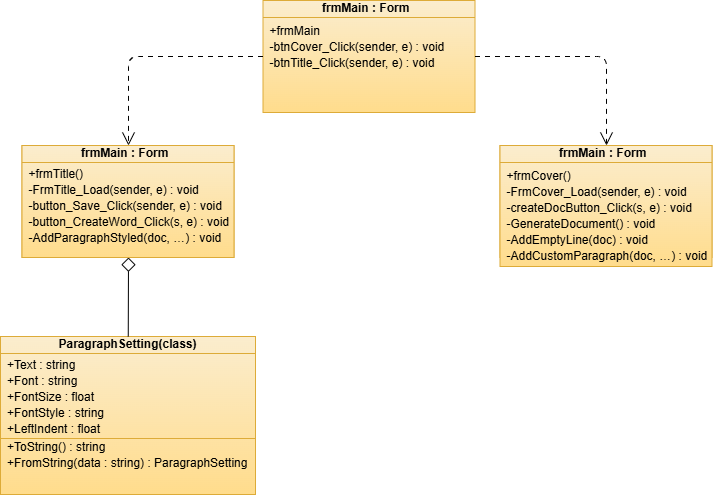 frmMain : Form
+frmMain
-btnCover_Click(sender, e) : void
-btnTitle_Click(sender, e) : void
frmMain : Form
+frmTitle()
-FrmTitle_Load(sender, e) : void
-button_Save_Click(sender, e) : void
-button_CreateWord_Click(s, e) : void
-AddParagraphStyled(doc, ...) : void
frmMain : Form
+frmCover()
-FrmCover_Load(sender, e) : void
-createDocButton_Click(s, e) : void
-GenerateDocument() : void
-AddEmptyLine(doc) : void
-AddCustomParagraph(doc, ...) : void
ParagraphSetting(class)
+Text : string
+Font : string
+FontSize : float
+FontStyle : string
+LeftIndent : float
+ToString() : string
+FromString(data : string) : ParagraphSetting